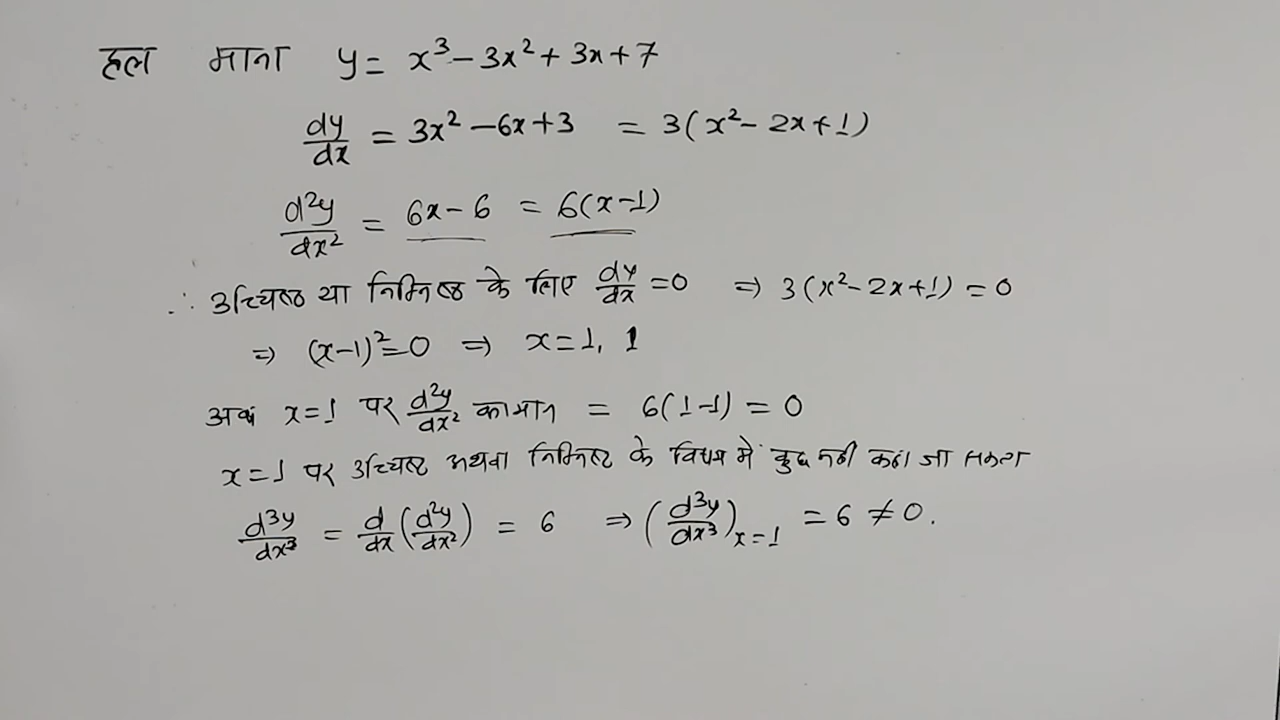 हल माना y = x³ − 3x² + 3x + 7
dy/dx = 3x² − 6x + 3 = 3(x² − 2x + 1)
d²y/dx² = 6x − 6 = 6(x − 1)
∴ उच्चिष्ठ या निम्निष्ठ के लिए dy/dx = 0 ⇒ 3(x² − 2x + 1) = 0
⇒ (x − 1)² = 0 ⇒ x = 1, 1
अब x = 1 पर d²y/dx² का मान = 6(1 − 1) = 0
x = 1 पर उच्चिष्ट अथवा निम्निष्ट के विषय में कुछ नही कहा जा सकता
d³y/dx³ = d/dx (d²y/dx²) = 6 ⇒ (d³y/dx³)ₓ₌₁ = 6 ≠ 0.